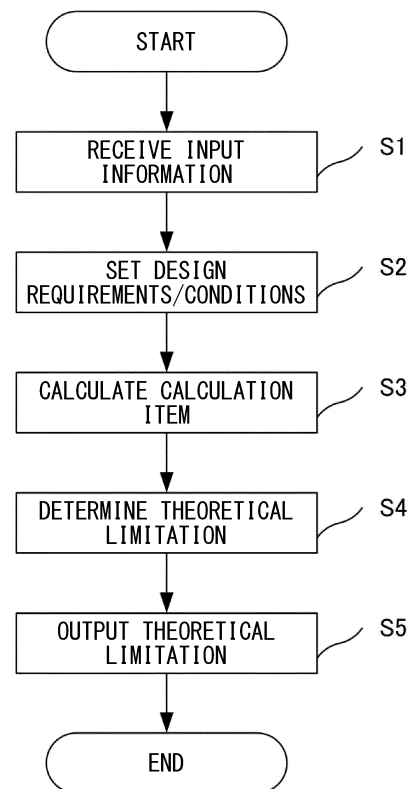 START
RECEIVE INPUT
INFORMATION
S1
SET DESIGN
REQUIREMENTS/CONDITIONS
S2
CALCULATE CALCULATION
ITEM
S3
DETERMINE THEORETICAL
LIMITATION
S4
OUTPUT THEORETICAL
LIMITATION
S5
END